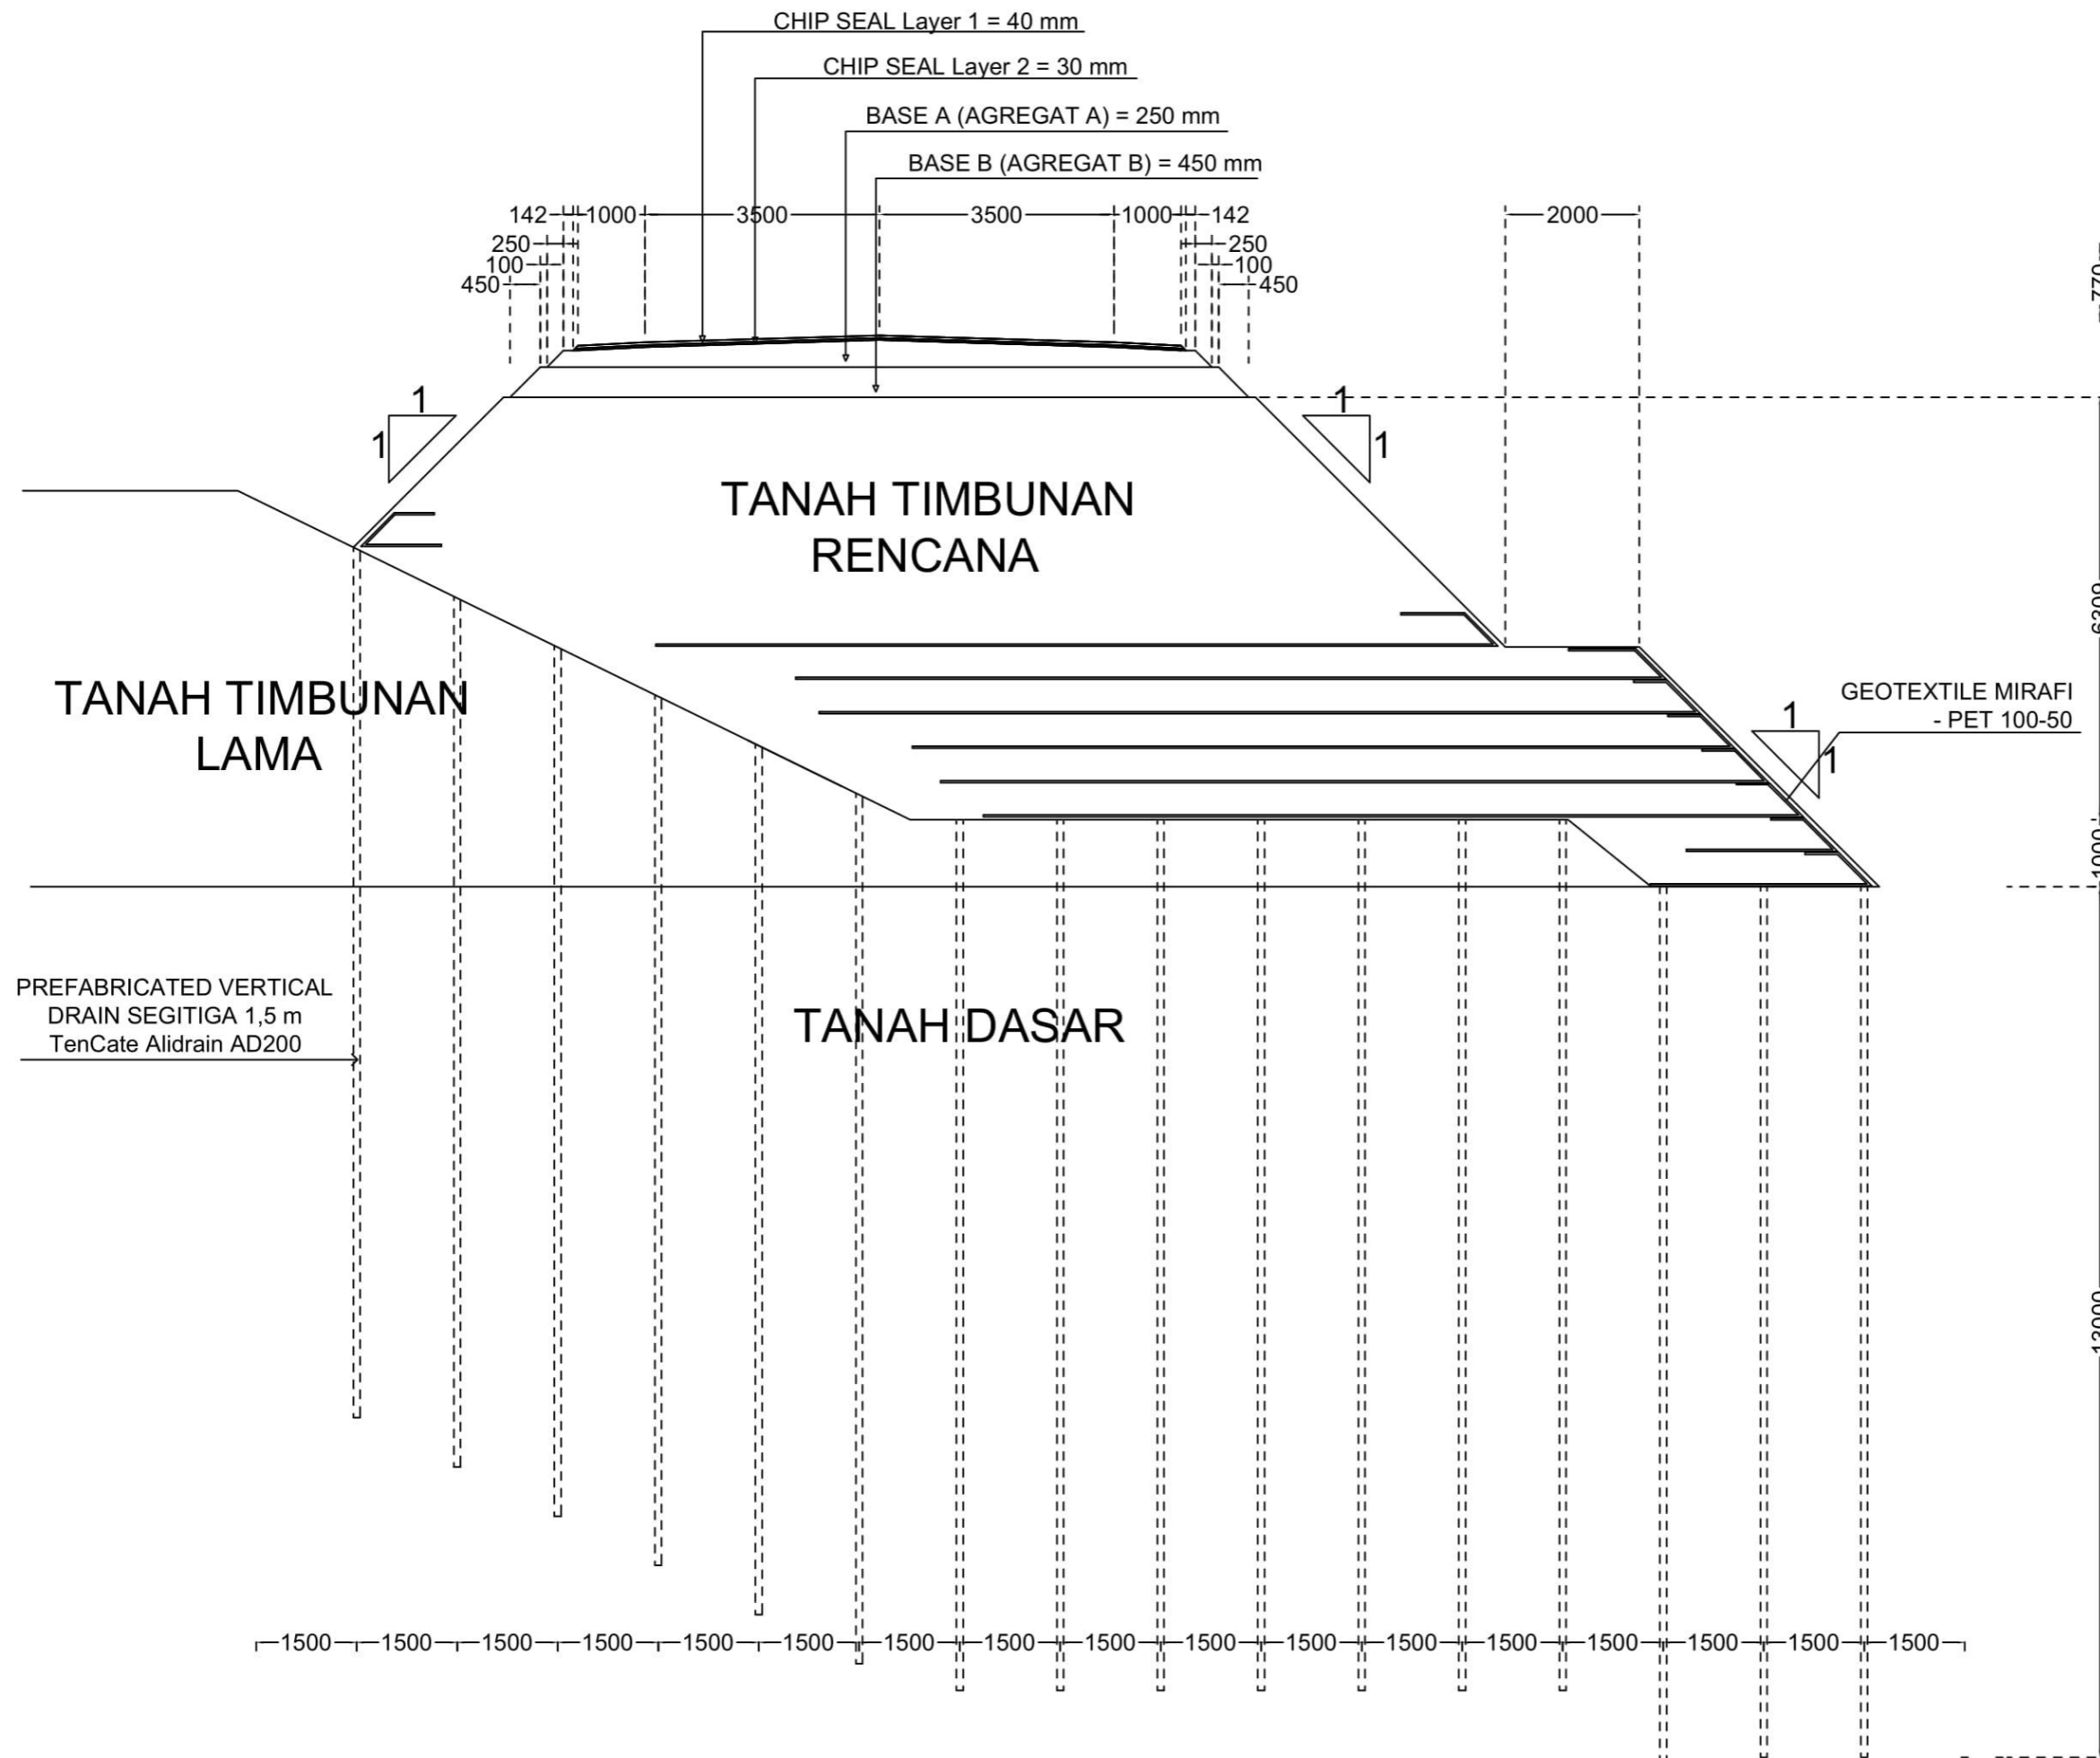 CHIP SEAL Layer 1 = 40 mm
CHIP SEAL Layer 2 = 30 mm
BASE A (AGREGAT A) = 250 mm
BASE B (AGREGAT B) = 450 mm
142 1000 3500 3500 1000 142 2000
250 250
100 100
450 450
770
1 1
1 1
TANAH TIMBUNAN
RENCANA
6309
TANAH TIMBUNAN
LAMA
GEOTEXTILE MIRAFI
- PET 100-50
1
1
1000
PREFABRICATED VERTICAL
DRAIN SEGITIGA 1,5 m
TenCate Alidrain AD200
TANAH DASAR
13000
1500 1500 1500 1500 1500 1500 1500 1500 1500 1500 1500 1500 1500 1500 1500 1500 1500